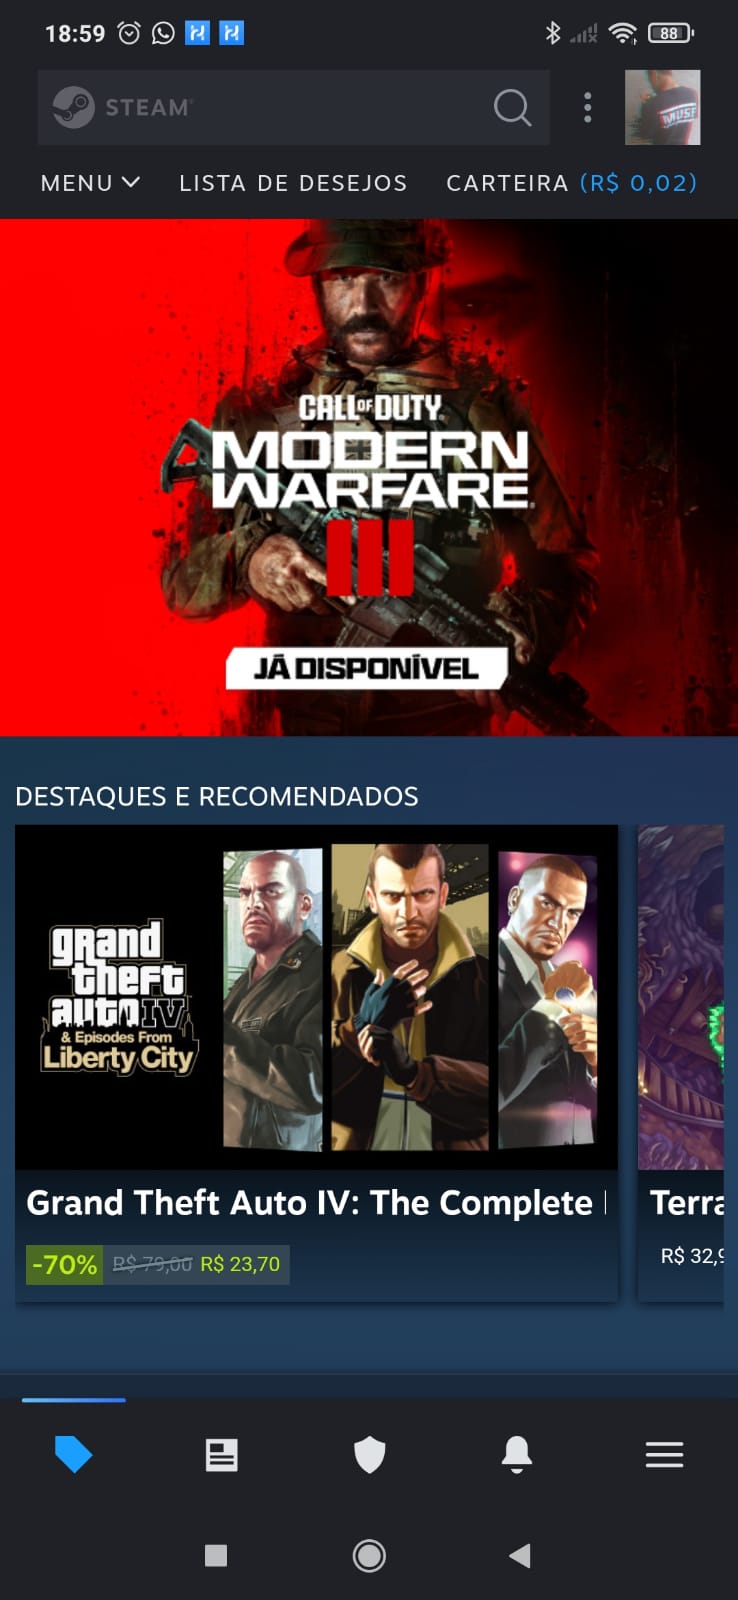 18:59
88
STEAM
MENU LISTA DE DESEJOS CARTEIRA (R$ 0,02)
CALL OF DUTY
MODERN
WARFARE
III
JÁ DISPONÍVEL
DESTAQUES E RECOMENDADOS
grand
theft
auto IV
& Episodes From
Liberty City
Grand Theft Auto IV: The Complete
-70% R$ 79,00 R$ 23,70
Terra
R$ 32,9